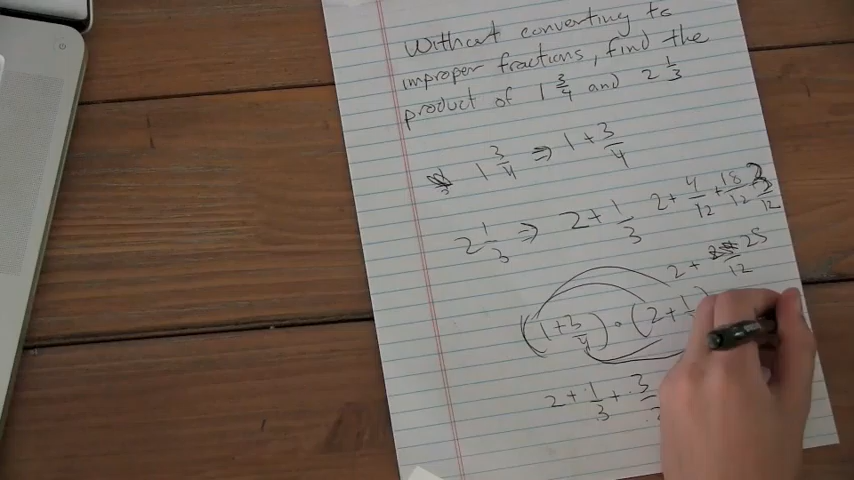 Without converting to
improper fractions, find the
product of 1 3/4 and 2 1/3
1 3/4 ⇒ 1 + 3/4
2 1/3 ⇒ 2 + 1/3
2 + 4/12 + 18/12 + 3/12
2 + 25/12
(1 + 3/4) • (2 + 1/
2 + 1/3 + 3/